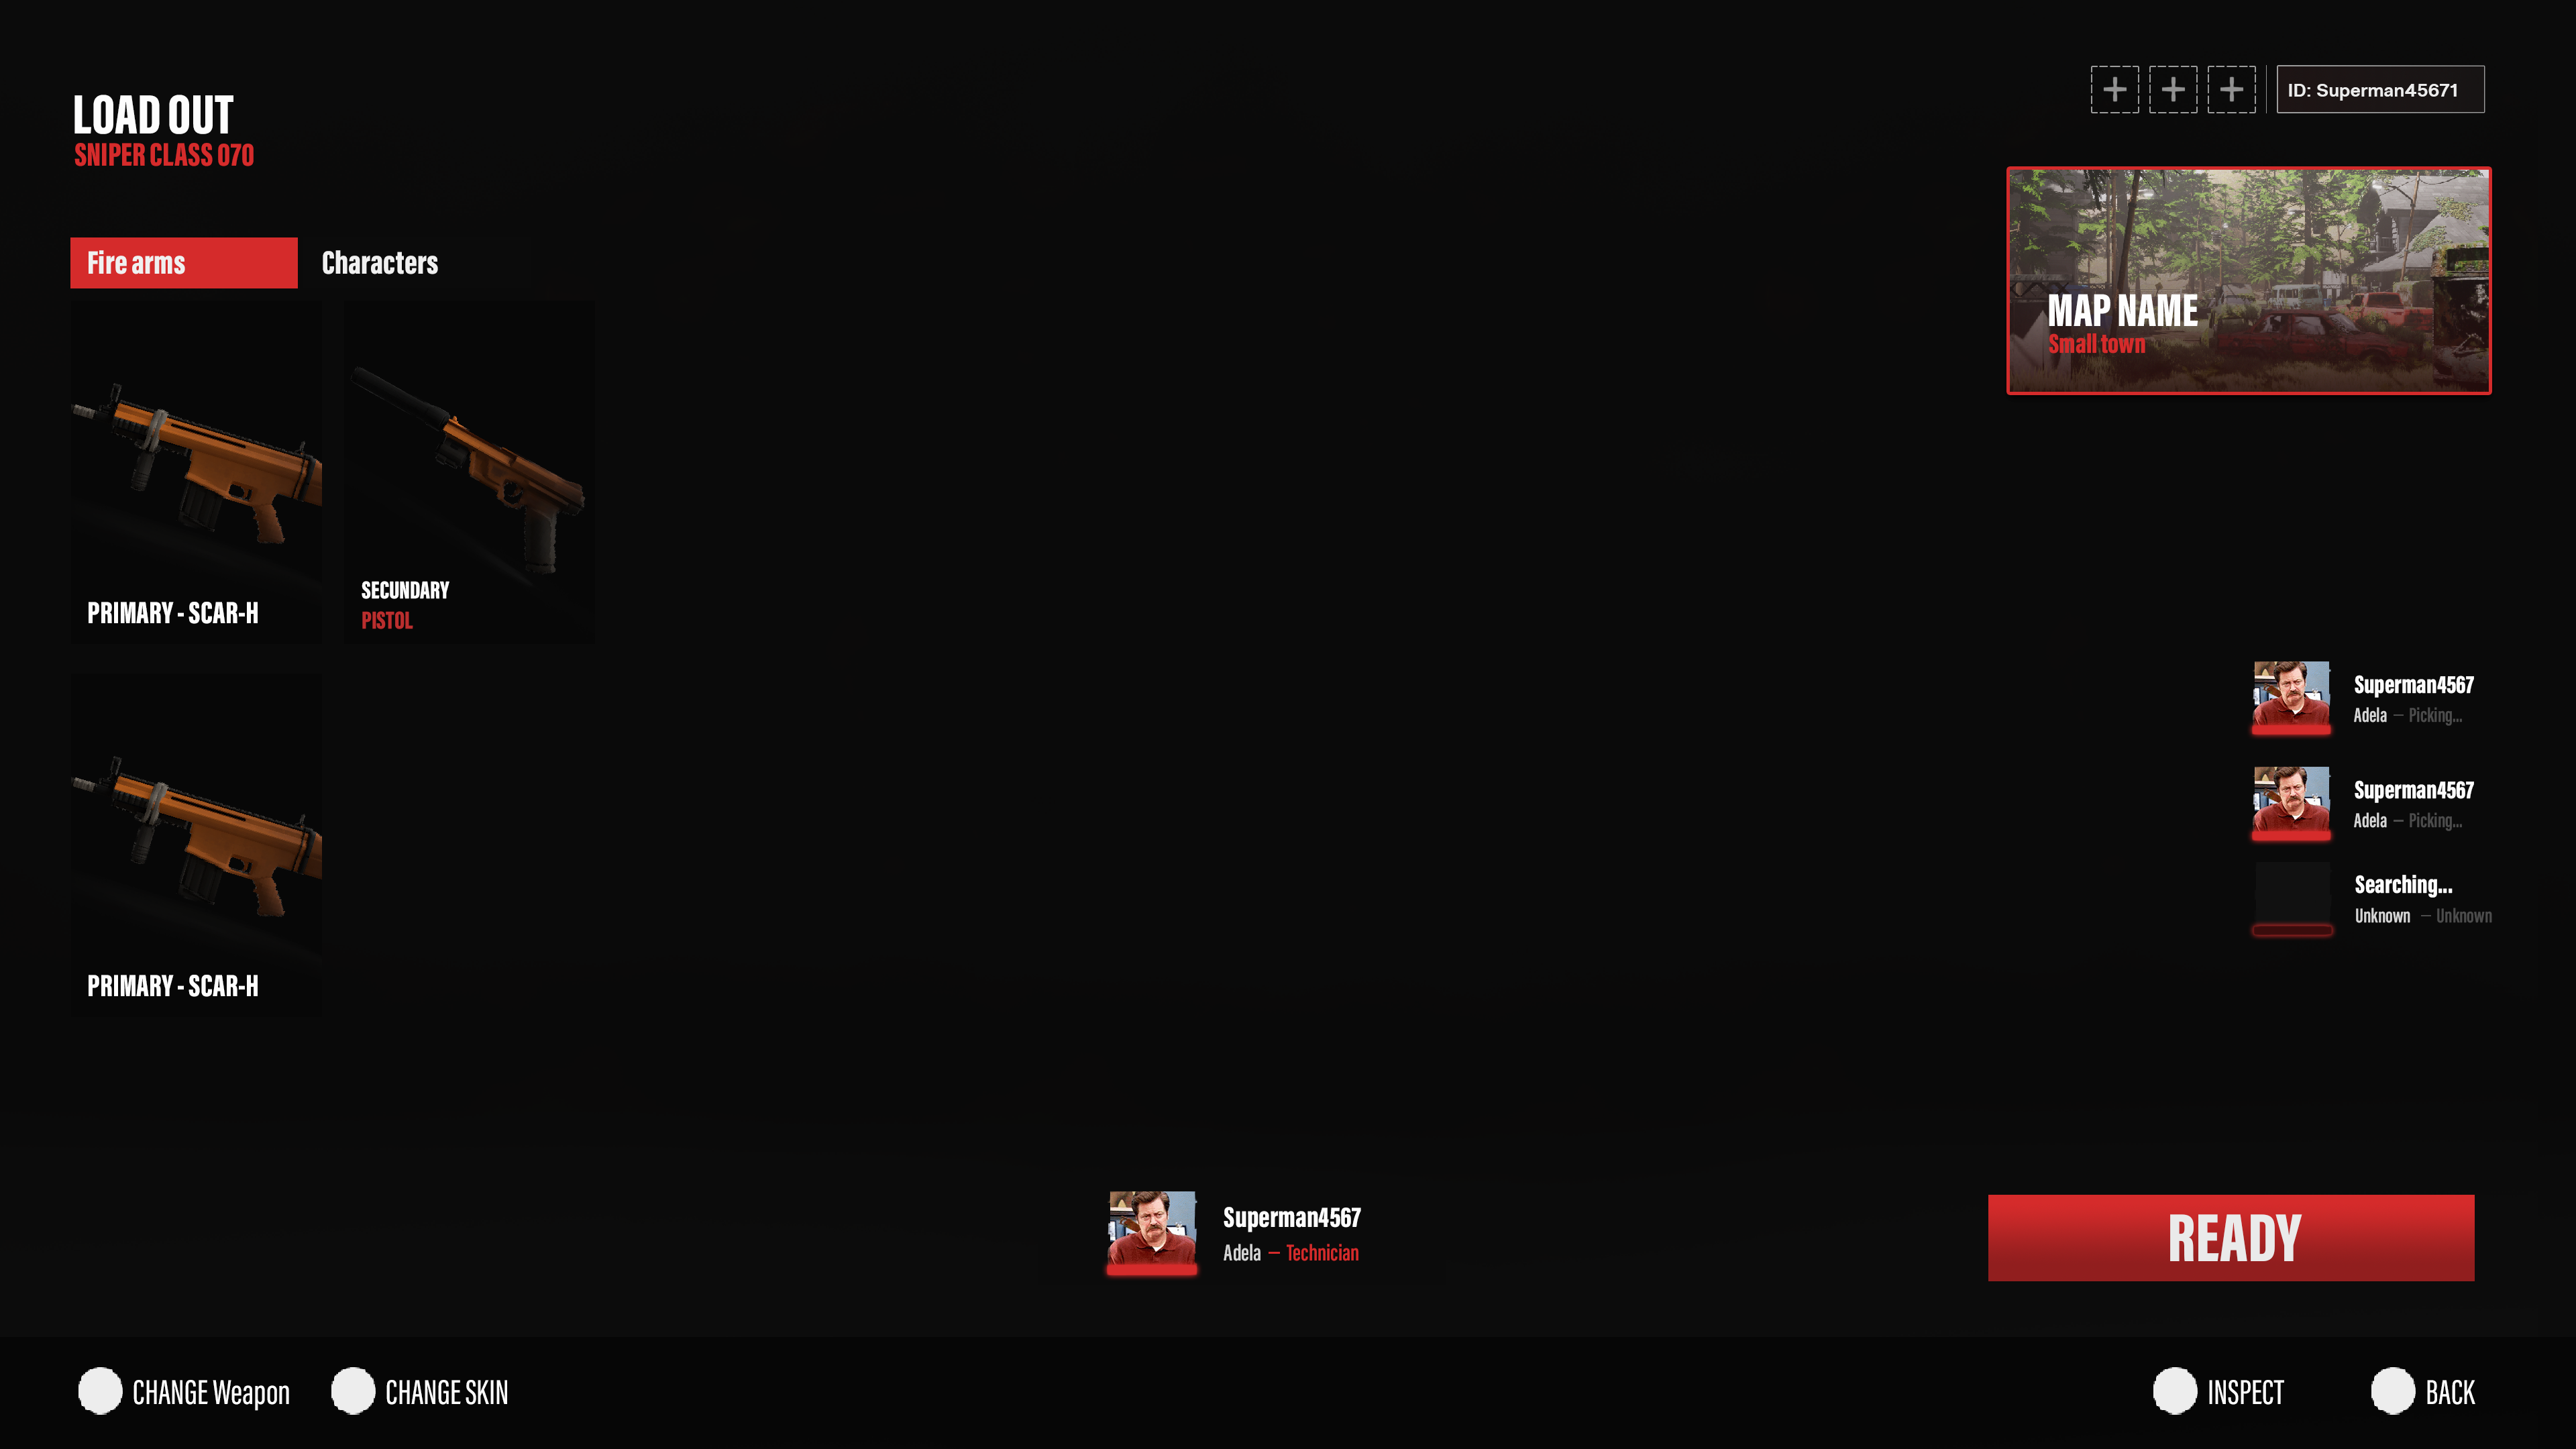 LOAD OUT
SNIPER CLASS 070
ID: Superman45671
Fire arms
Characters
MAP NAME
Small town
PRIMARY - SCAR-H
SECUNDARY
PISTOL
PRIMARY - SCAR-H
Superman4567
Adela — Picking...
Superman4567
Adela — Picking...
Searching...
Unknown — Unknown
Superman4567
Adela — Technician
READY
CHANGE Weapon
CHANGE SKIN
INSPECT
BACK